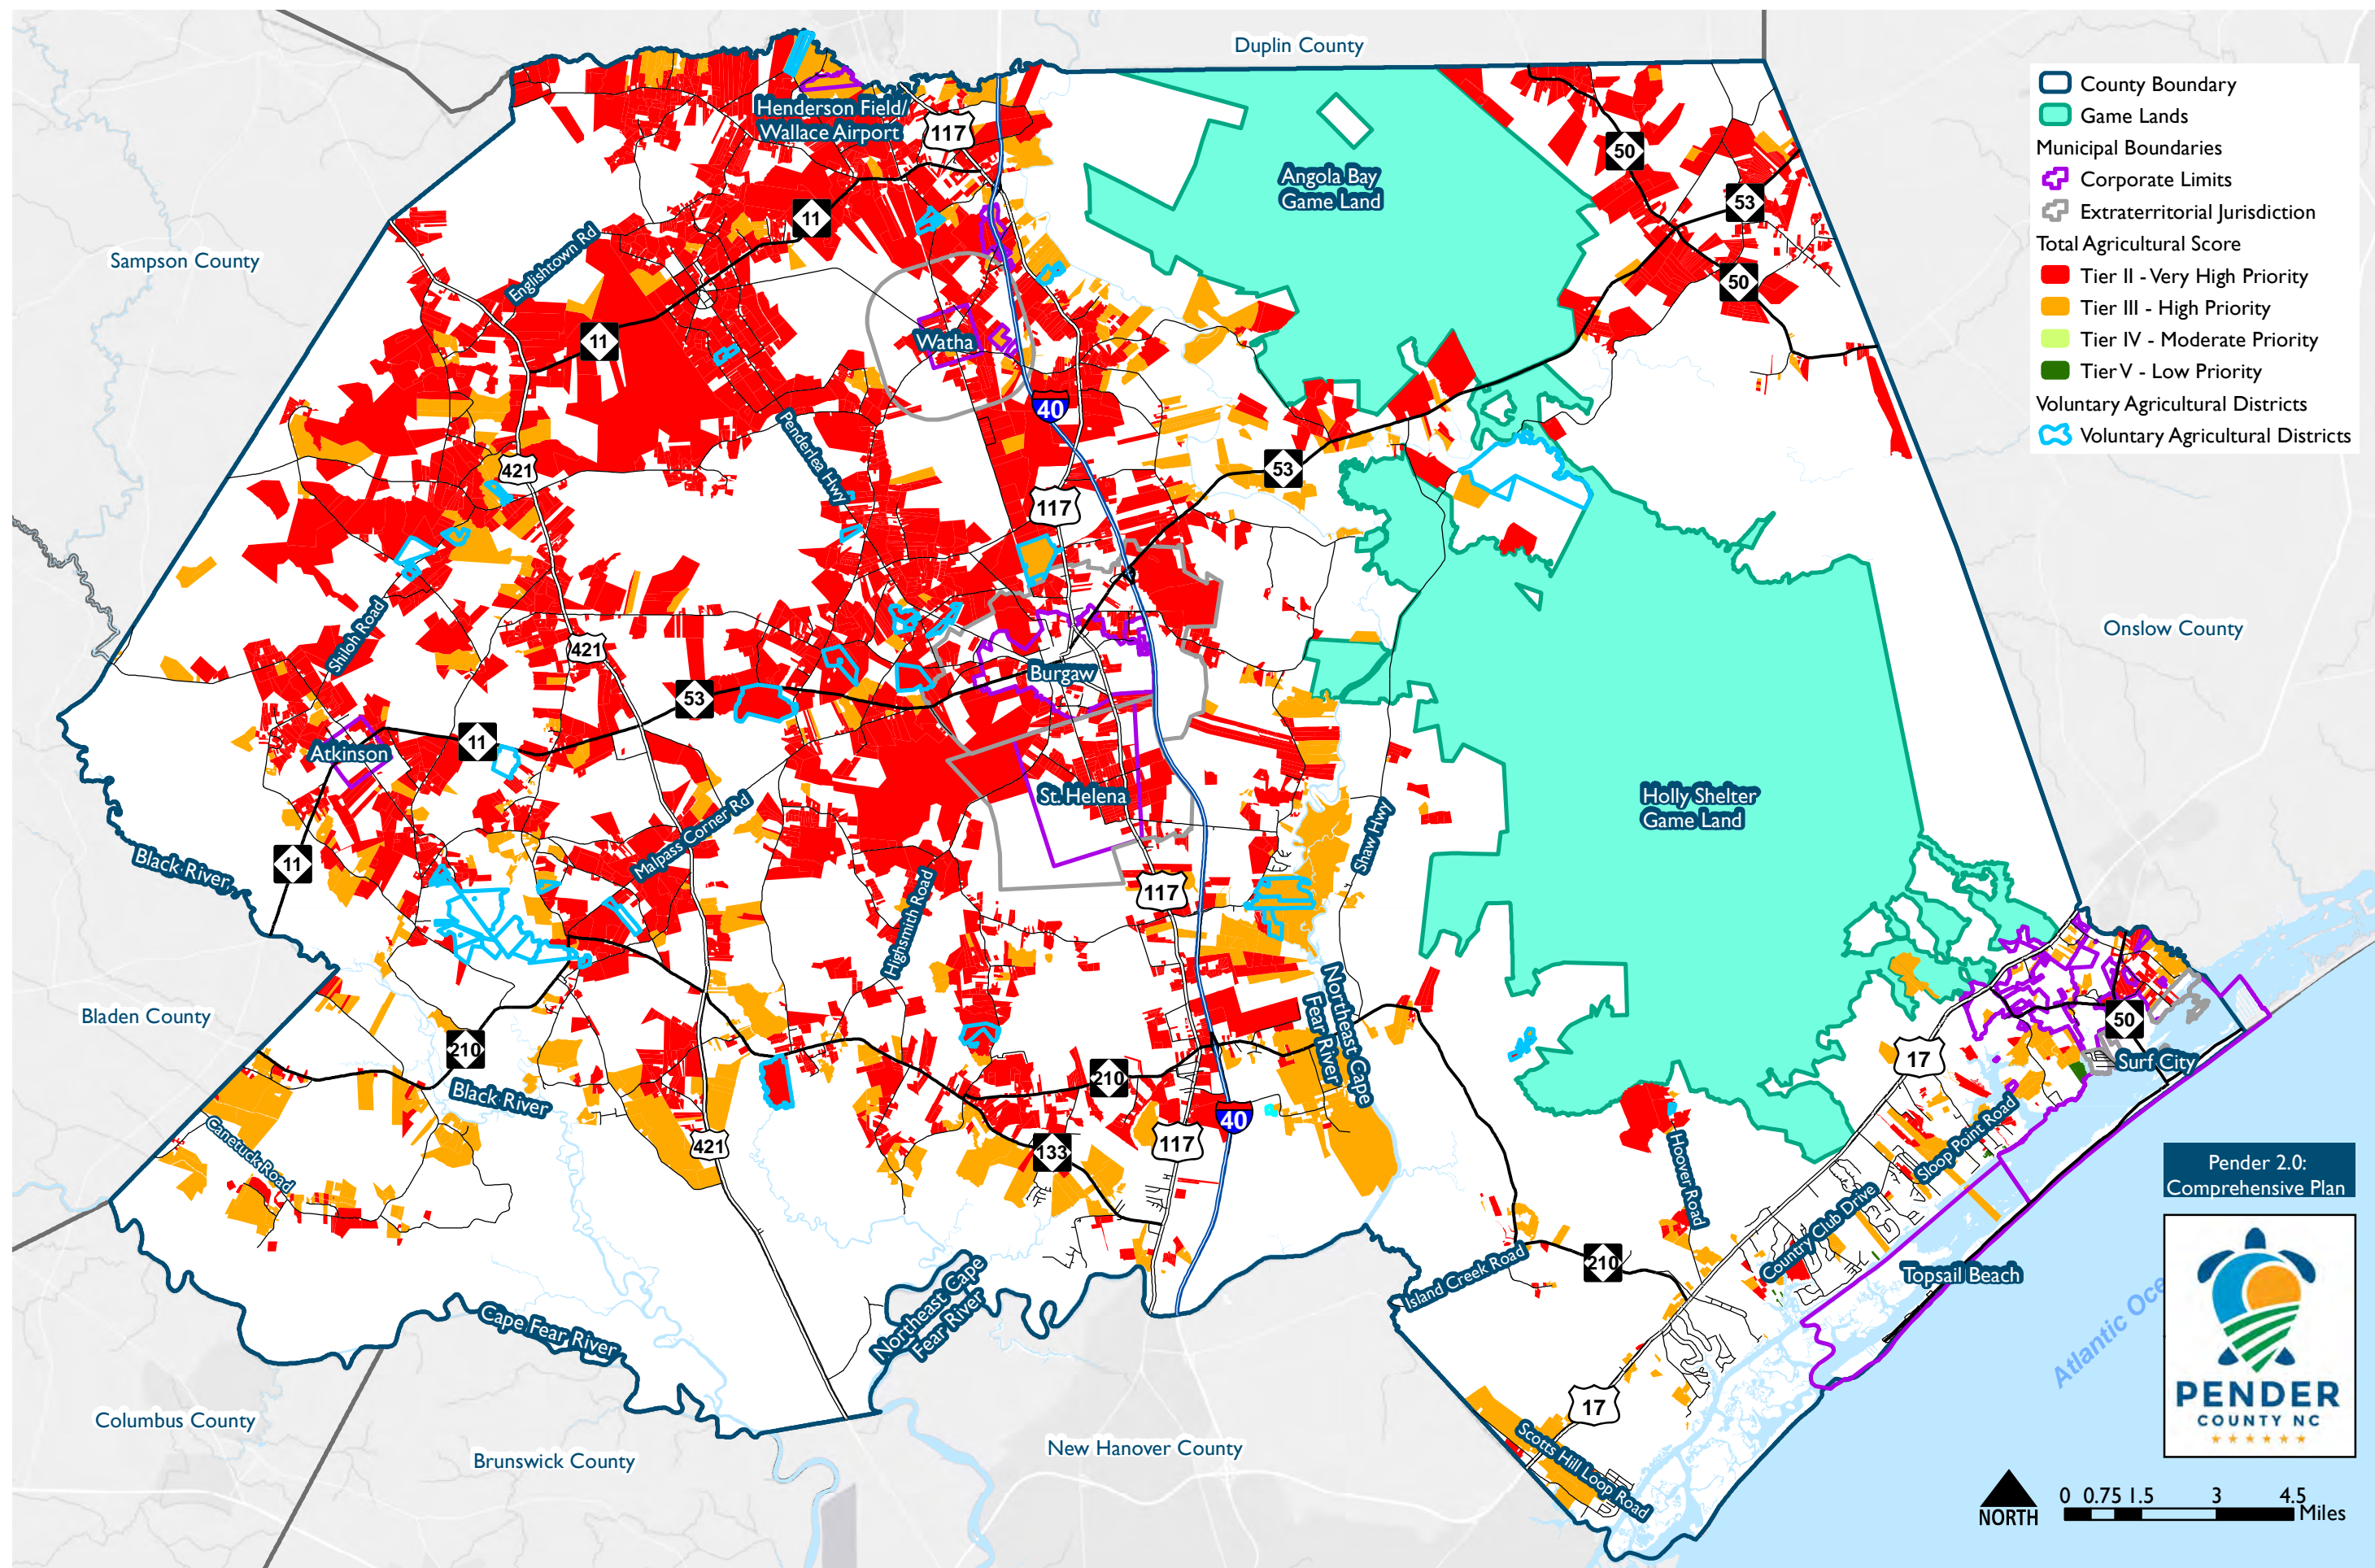 Duplin County
County Boundary
Game Lands
Municipal Boundaries
Corporate Limits
Extraterritorial Jurisdiction
Total Agricultural Score
Tier II - Very High Priority
Tier III - High Priority
Tier IV - Moderate Priority
Tier V - Low Priority
Voluntary Agricultural Districts
Voluntary Agricultural Districts
Henderson Field/
Wallace Airport
117
50
Angola Bay
Game Land
53
11
Sampson County
Englishtown Rd
50
11
Watha
40
Penderlea Hwy
421
53
117
Shiloh Road
Onslow County
421
Burgaw
53
11
Atkinson
St. Helena
Holly Shelter
Game Land
Malpass Corner Rd
Shaw Hwy
Black River
11
117
Highsmith Road
Northeast Cape
Fear River
Bladen County
50
210
17
Surf City
210
Black River
40
Canetuck Road
421
133
117
Hoover Road
Sloop Point Road
Pender 2.0:
Comprehensive Plan
Country Club Drive
Island Creek Road
210
Topsail Beach
Northeast Cape
Fear River
Cape Fear River
Atlantic Oce
17
PENDER
COUNTY NC
Columbus County
Brunswick County
New Hanover County
Scotts Hill Loop Road
NORTH
0 0.75 1.5 3 4.5
Miles